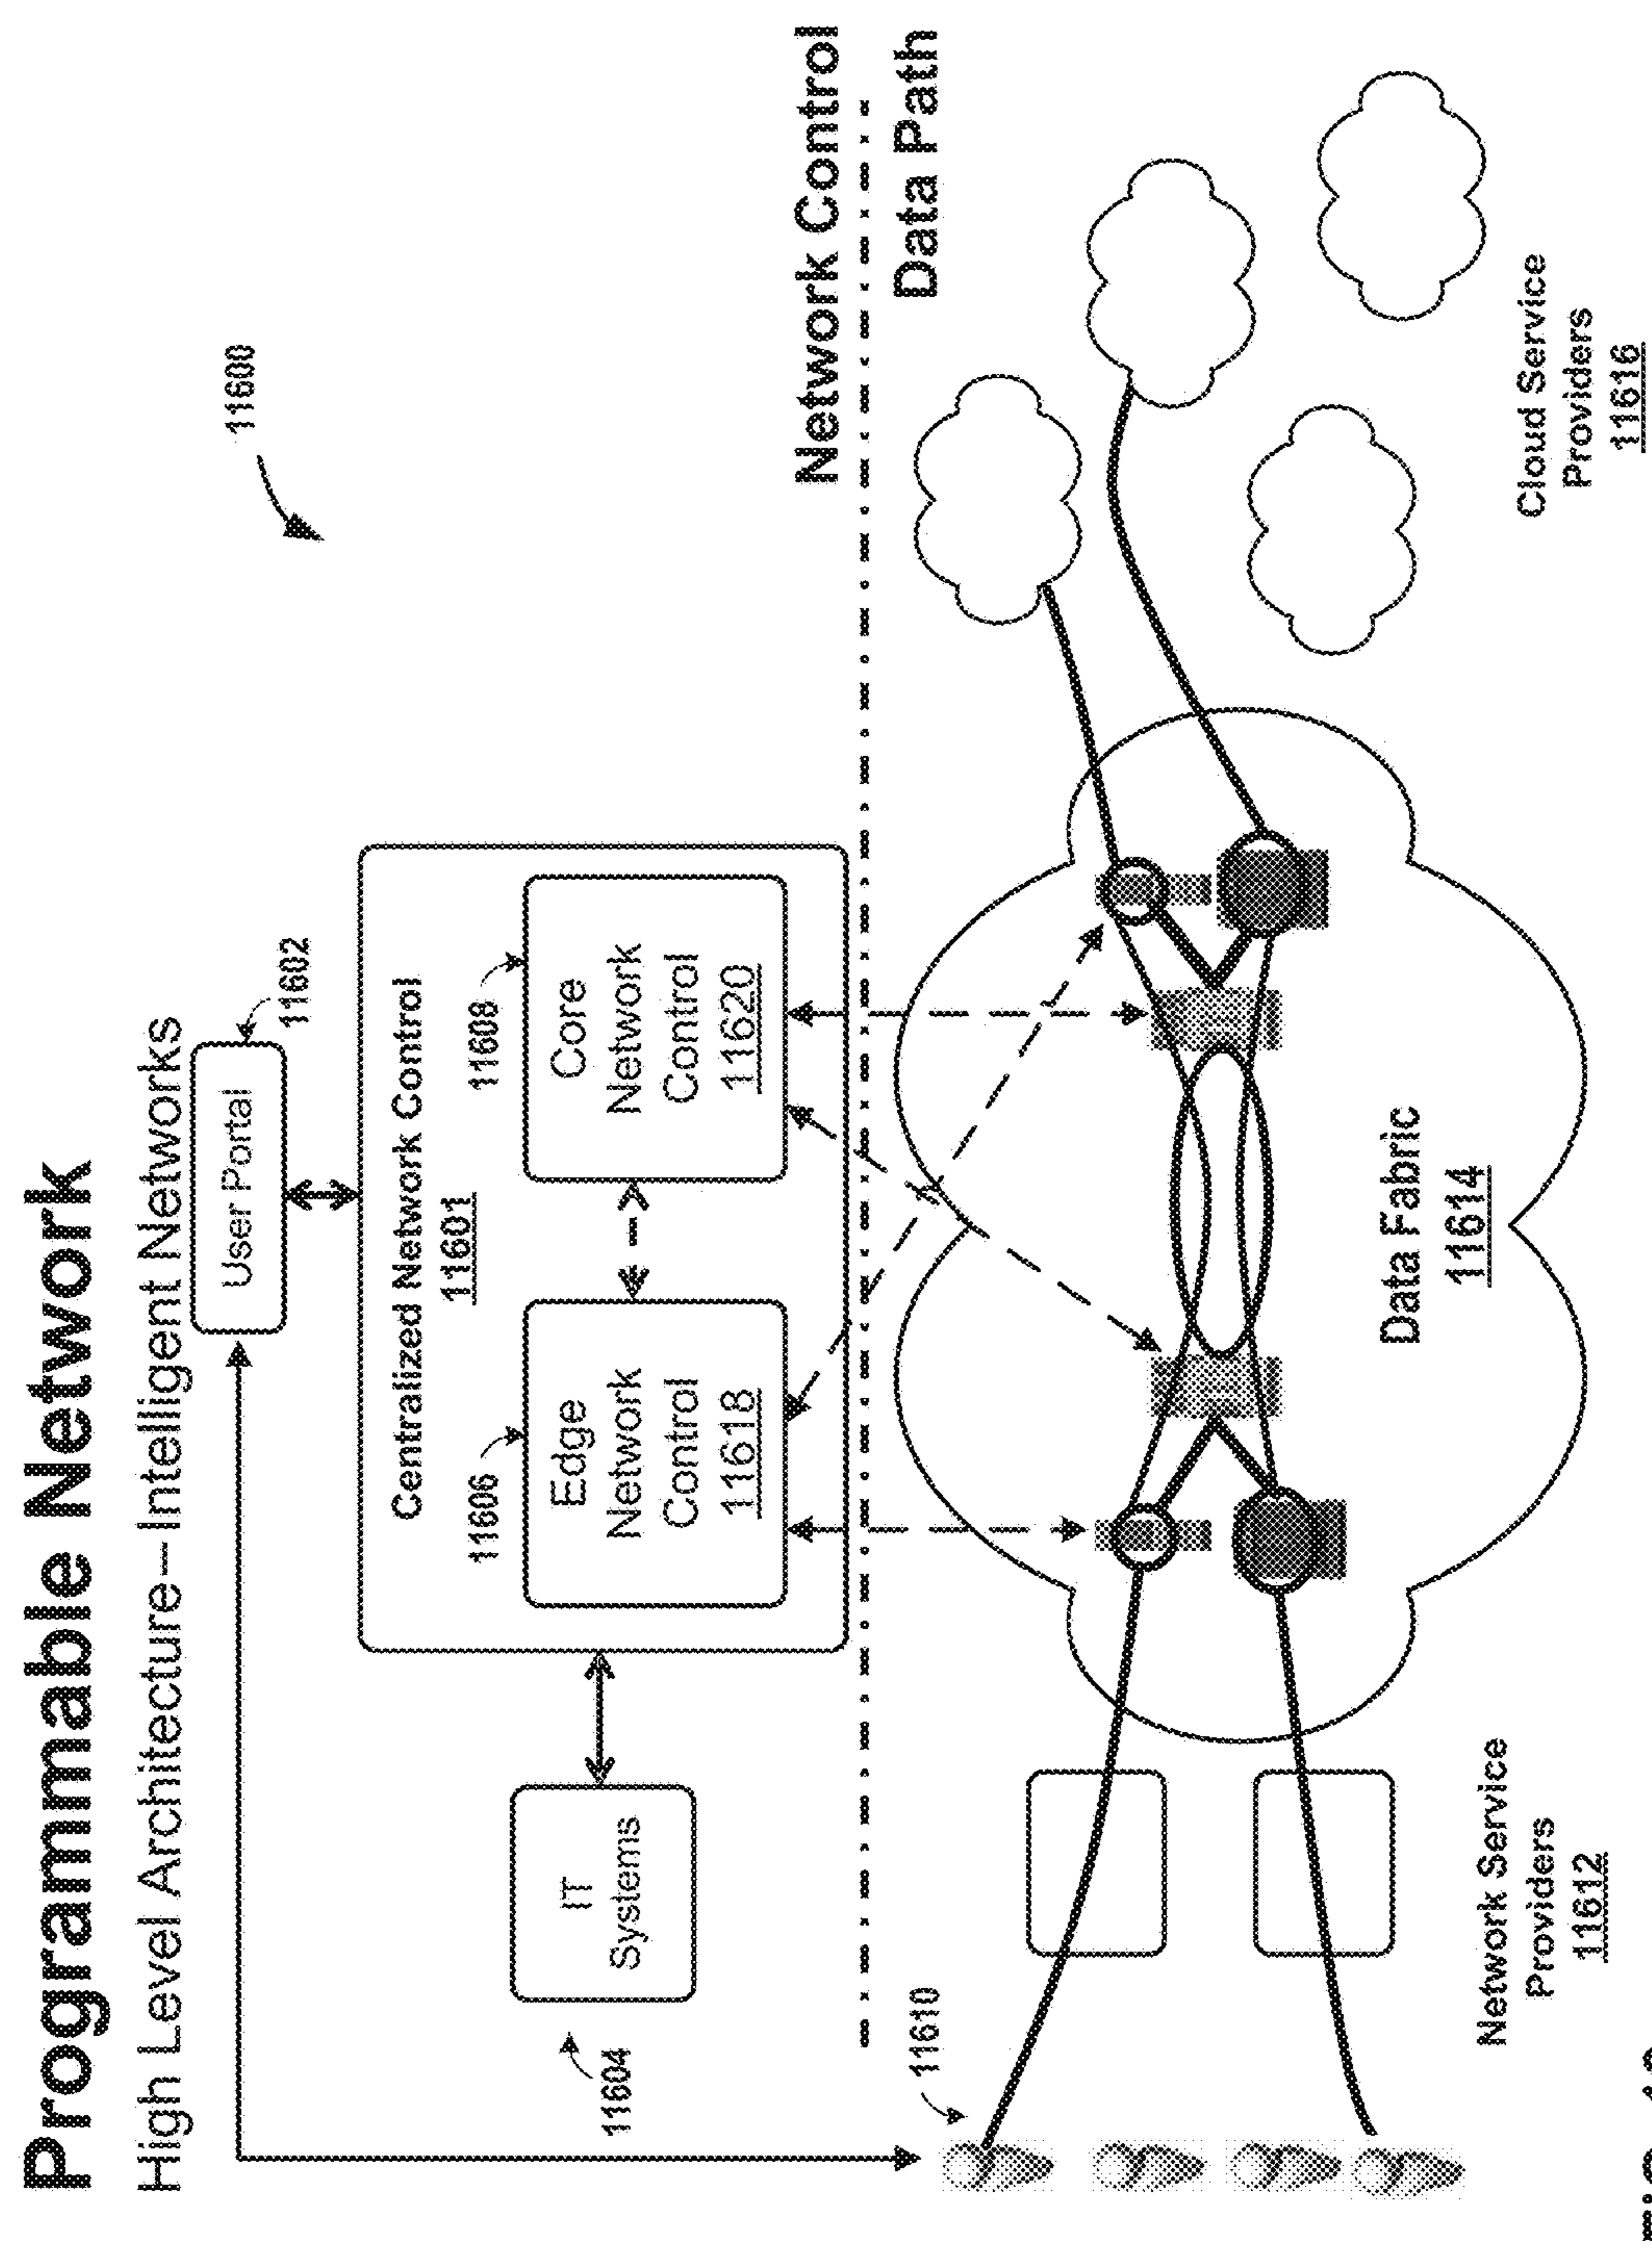 Programmable Network
High Level Architecture–Intelligent Networks
11600
User Portal
11602
Centralized Network Control
11601
11606
Edge
Network
Control
11618
11608
Core
Network
Control
11620
IT
Systems
11604
Network Control
Data Path
11610
Network Service
Providers
11612
Data Fabric
11614
Cloud Service
Providers
11616